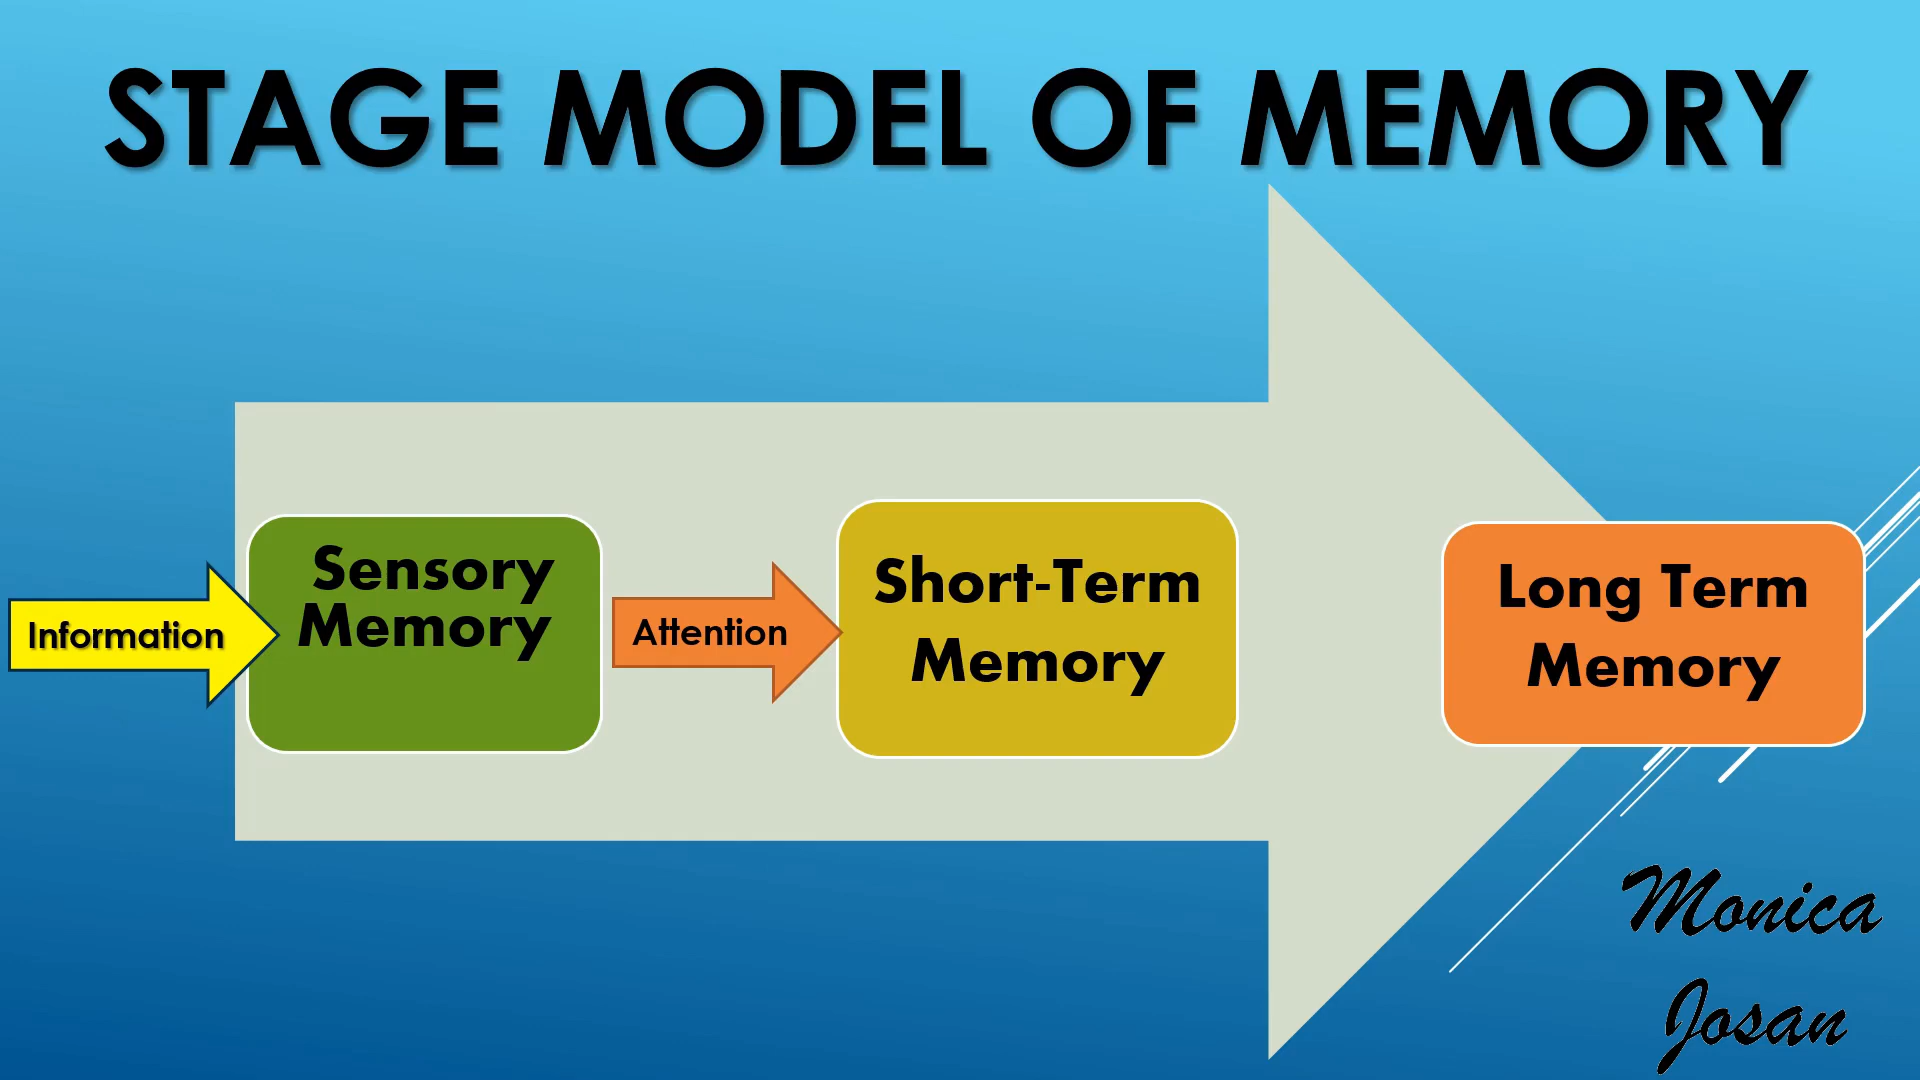 STAGE MODEL OF MEMORY
Information
Sensory
Memory
Attention
Short-Term
Memory
Long Term
Memory
Monica
Josan